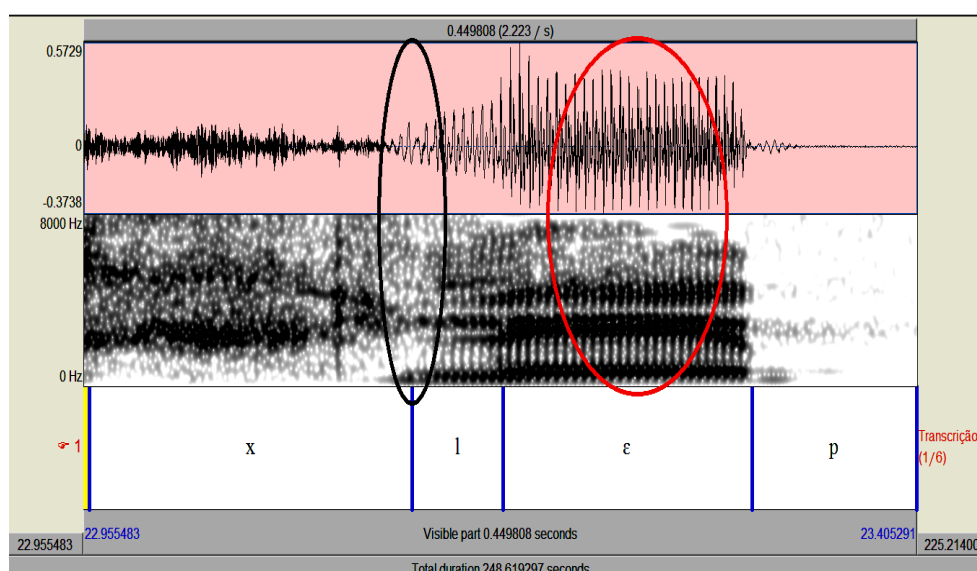 0.449808 (2.223 / s)
0.5729
0
-0.3738
8000 Hz
0 Hz
☞ 1
x l ε p
Transcrição
(1/6)
22.955483 Visible part 0.449808 seconds 23.405291
22.955483 225.21400
Total duration 248.619297 seconds